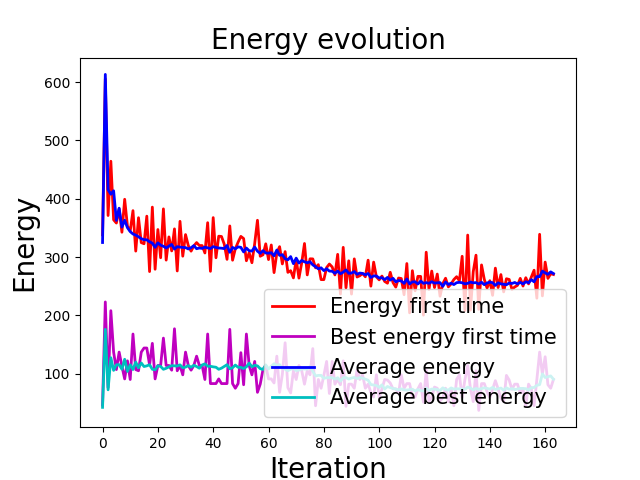 Energy evolution
600
500
400
300
200
100
Energy
Energy first time
Best energy first time
Average energy
Average best energy
0 20 40 60 80 100 120 140 160
Iteration